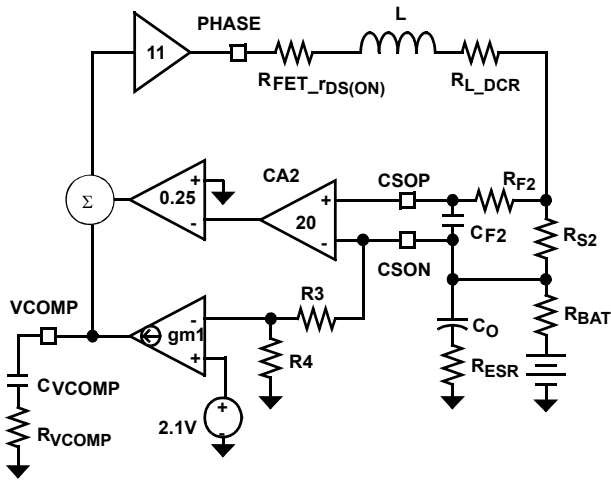 PHASE
L
11
RFET_rDS(ON)
RL_DCR
CA2
CSOP
RF2
0.25
+
-
Σ
20
+
-
CF2
RS2
CSON
VCOMP
R3
RBAT
gm1
-
+
R4
CO
CVCOMP
RESR
RVCOMP
2.1V
+
-